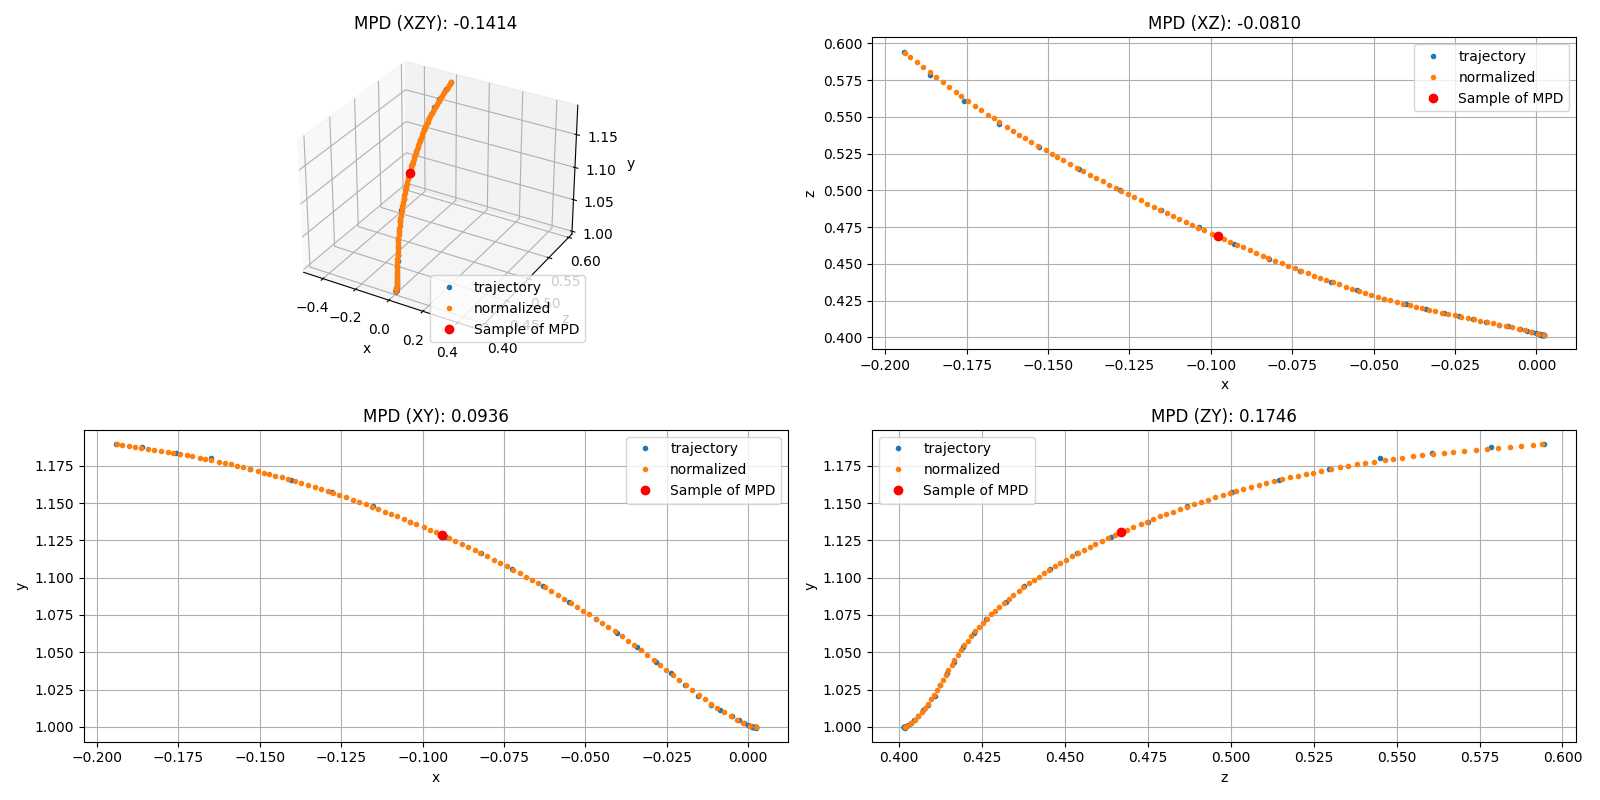 MPD (XZY): -0.1414
1.15
1.10
1.05
1.00
y
0.60
0.55
0.50
0.45
0.40
z
−0.4
−0.2
0.0
0.2
0.4
x
trajectory
normalized
Sample of MPD
MPD (XZ): -0.0810
0.600
0.575
0.550
0.525
0.500
0.475
0.450
0.425
0.400
z
−0.200
−0.175
−0.150
−0.125
−0.100
−0.075
−0.050
−0.025
0.000
x
trajectory
normalized
Sample of MPD
MPD (XY): 0.0936
1.175
1.150
1.125
1.100
1.075
1.050
1.025
1.000
y
−0.200
−0.175
−0.150
−0.125
−0.100
−0.075
−0.050
−0.025
0.000
x
trajectory
normalized
Sample of MPD
MPD (ZY): 0.1746
1.175
1.150
1.125
1.100
1.075
1.050
1.025
1.000
y
0.400
0.425
0.450
0.475
0.500
0.525
0.550
0.575
0.600
z
trajectory
normalized
Sample of MPD